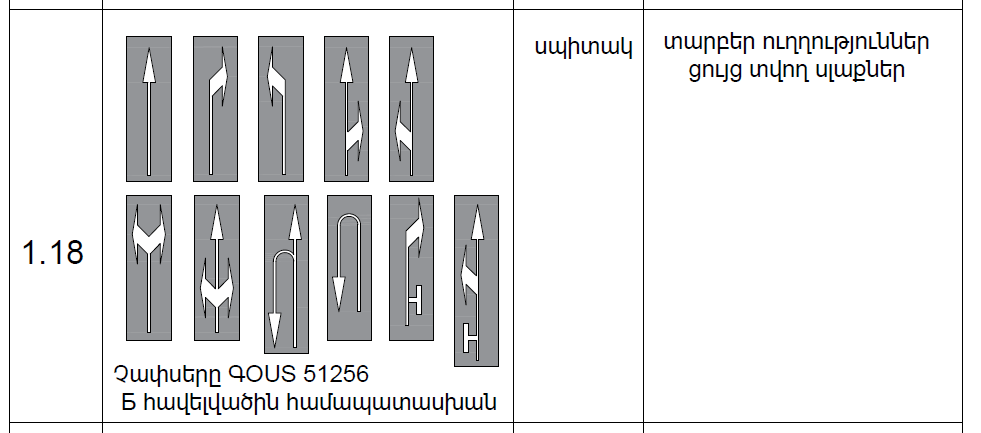 1.18
Չափսերը ԳՕՍՏ 51256
Բ հավելվածին համապատասխան
սպիտակ
տարբեր ուղղություններ
ցույց տվող սլաքներ